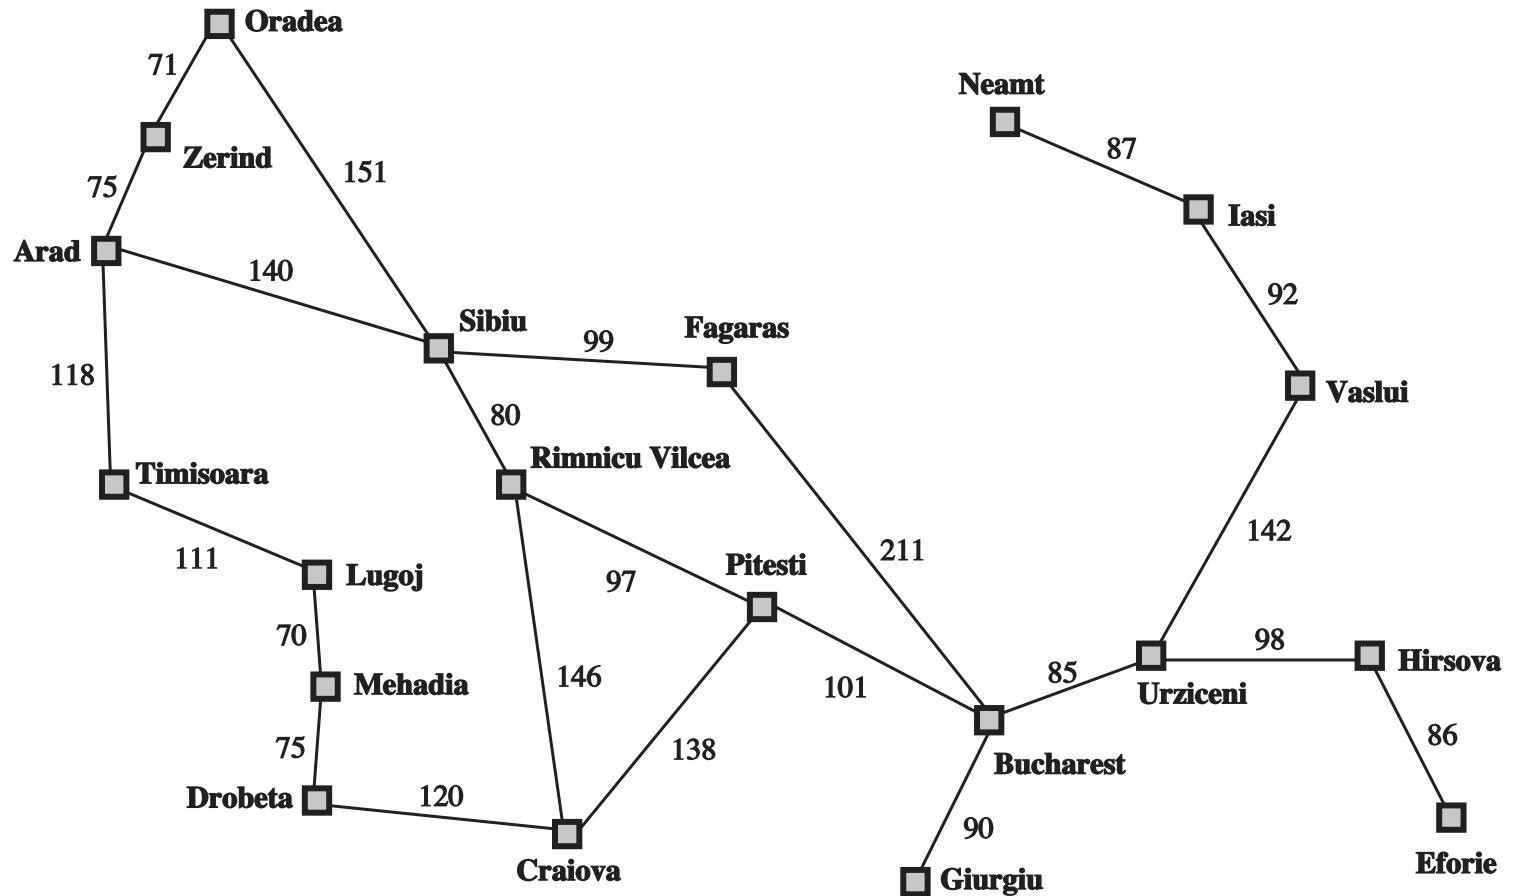 Oradea
71
Neamt
87
Zerind
151
75
Iasi
Arad
140
92
Sibiu
Fagaras
99
118
Vaslui
80
Rimnicu Vilcea
Timisoara
142
211
111
Pitesti
Lugoj
97
70
98
Hirsova
85
Mehadia
146
101
Urziceni
86
138
75
Bucharest
Drobeta
120
90
Eforie
Craiova
Giurgiu